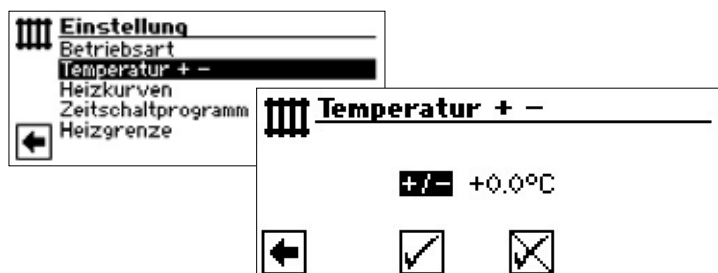 Einstellung
Betriebsart
Temperatur + -
Heizkurven
Zeitschaltprogramm
Heizgrenze
Temperatur + -
+/- +0.0°C